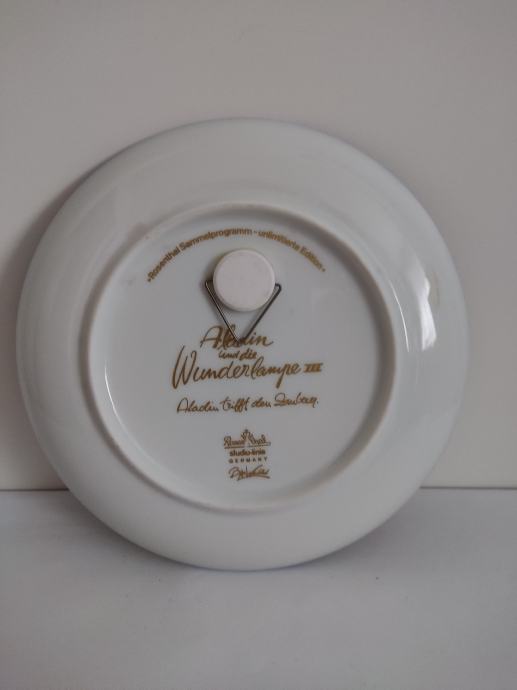 •Rosenthal Sammelprogramm - unlimitierte Edition•
Aladin
und die
Wunderlampe III
Aladin trifft den Zauberer.
Rosenthal
studio-linie
GERMANY